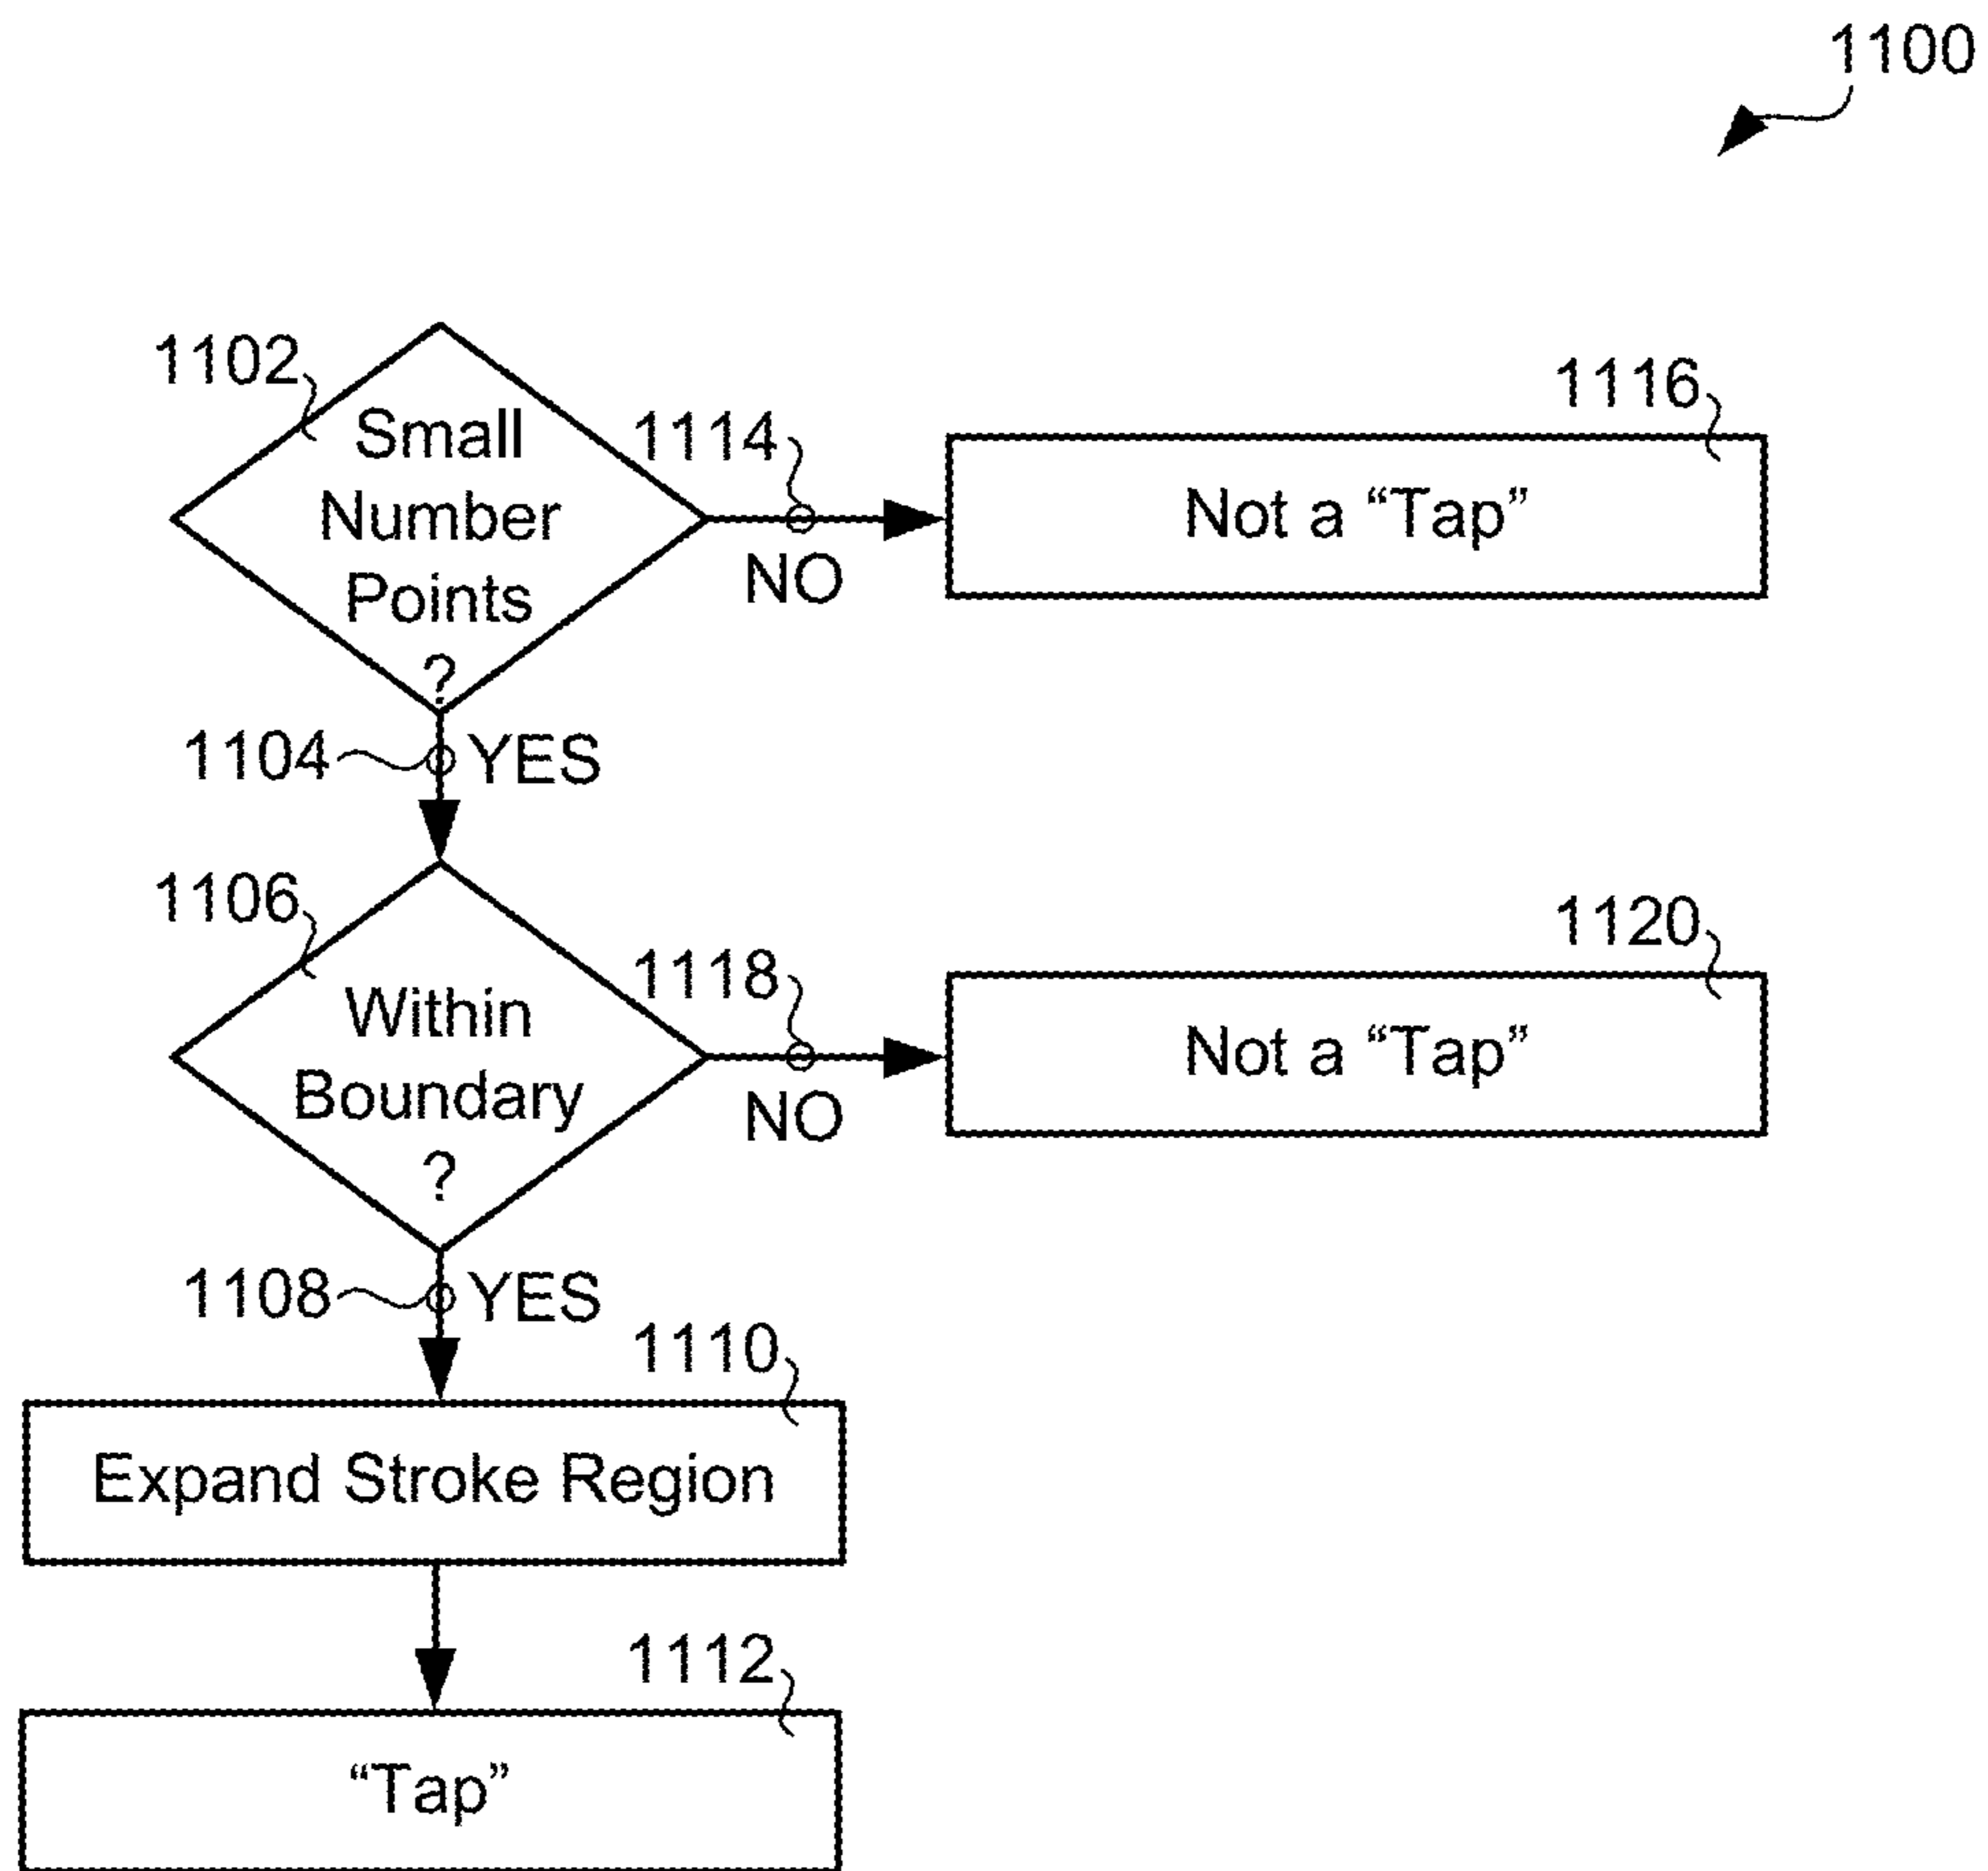 1100
1102
Small
Number
Points
?
1114
NO
1116
Not a “Tap”
1104
YES
1106
Within
Boundary
?
1118
NO
1120
Not a “Tap”
1108
YES
1110
Expand Stroke Region
1112
“Tap”